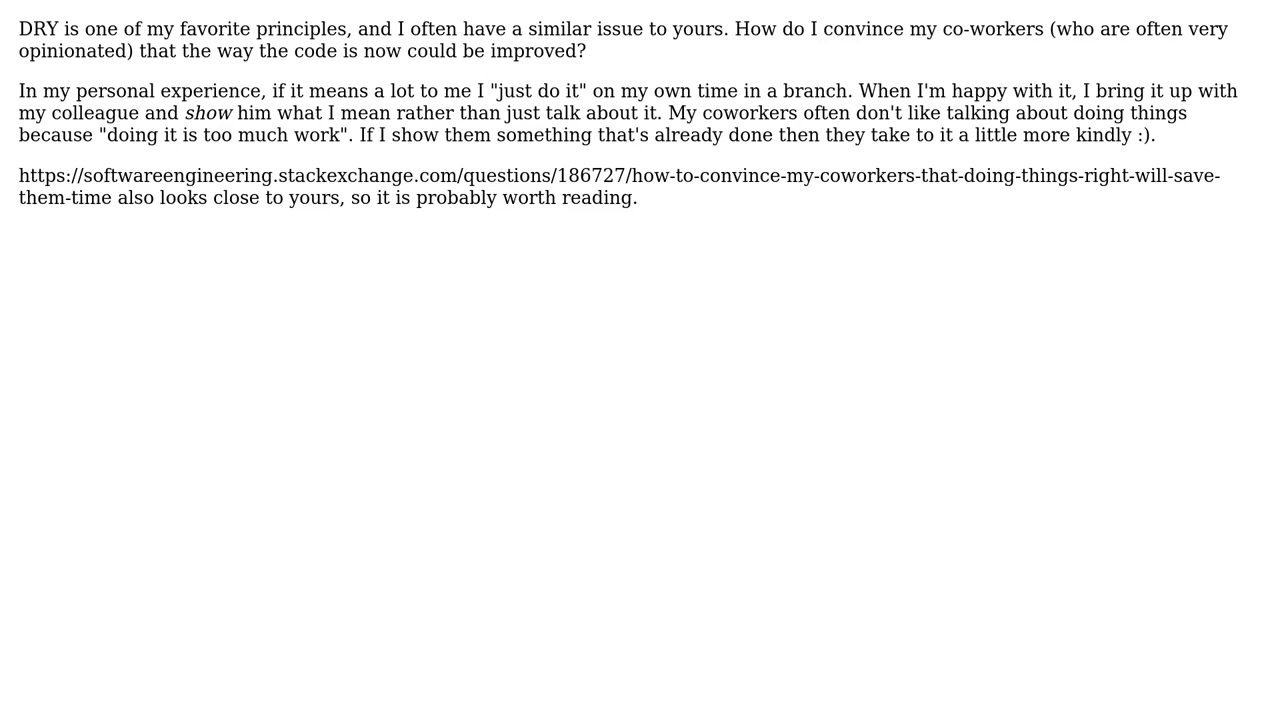 DRY is one of my favorite principles, and I often have a similar issue to yours. How do I convince my co-workers (who are often very
opinionated) that the way the code is now could be improved?
In my personal experience, if it means a lot to me I "just do it" on my own time in a branch. When I'm happy with it, I bring it up with
my colleague and show him what I mean rather than just talk about it. My coworkers often don't like talking about doing things
because "doing it is too much work". If I show them something that's already done then they take to it a little more kindly :).
https://softwareengineering.stackexchange.com/questions/186727/how-to-convince-my-coworkers-that-doing-things-right-will-save-
them-time also looks close to yours, so it is probably worth reading.